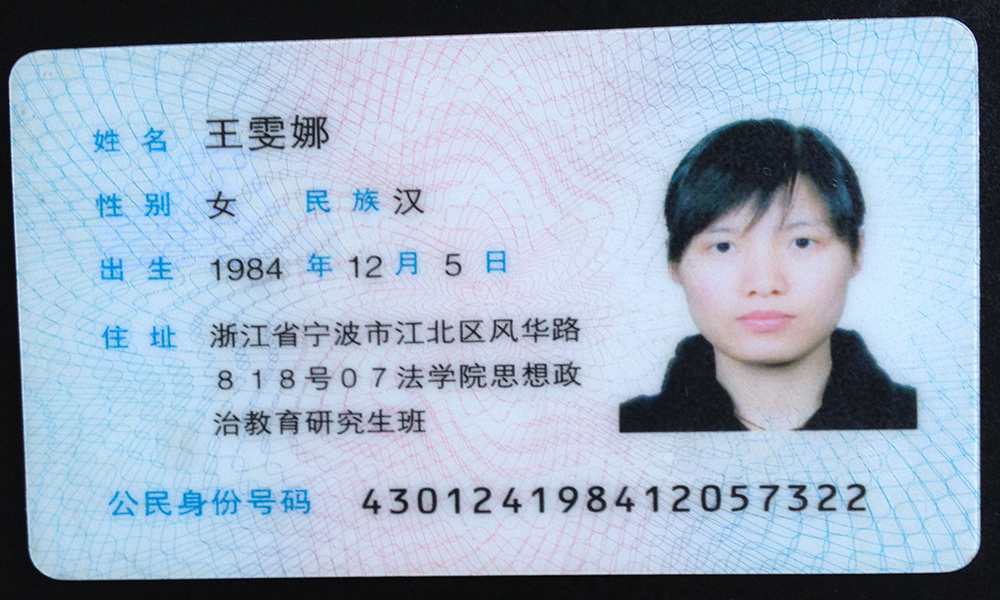 姓名 王雯娜
性别 女 民族 汉
出生 1984 年 12 月 5 日
住址 浙江省宁波市江北区风华路
818号07法学院思想政
治教育研究生班
公民身份号码 430124198412057322